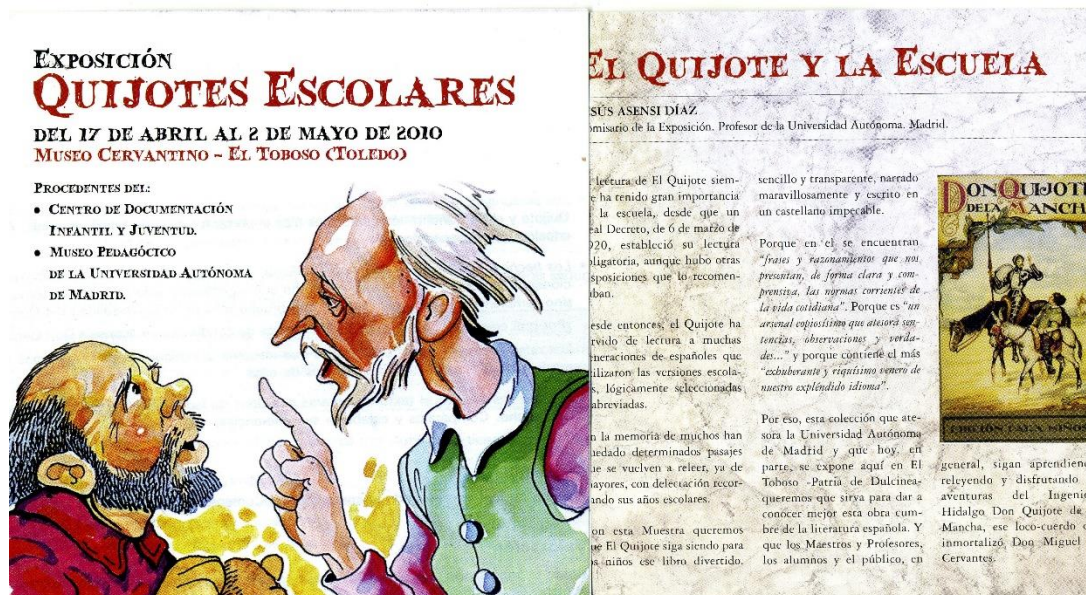 EXPOSICIÓN
QUIJOTES ESCOLARES
DEL 17 DE ABRIL AL 2 DE MAYO DE 2010
MUSEO CERVANTINO - EL TOBOSO (TOLEDO)
PROCEDENTES DEL:
• CENTRO DE DOCUMENTACIÓN
INFANTIL Y JUVENTUD.
• MUSEO PEDAGÓGICO
DE LA UNIVERSIDAD AUTÓNOMA
DE MADRID.
EL QUIJOTE Y LA ESCUELA
SÚS ASENSI DÍAZ
omisario de la Exposición. Profesor de la Universidad Autónoma. Madrid.
lectura de El Quijote siem-
e ha tenido gran importancia
la escuela, desde que un
eal Decreto, de 6 de marzo de
20, estableció su lectura
ligatoria, aunque hubo otras
sposiciones que lo recomen-
ban.
esde entonces, el Quijote ha
rvido de lectura a muchas
eneraciones de españoles que
tilizaron las versiones escola-
s, lógicamente seleccionadas
abreviadas.
n la memoria de muchos han
uedado determinados pasajes
ue se vuelven a releer, ya de
ayores, con delectación recor-
ando sus años escolares.
on esta Muestra queremos
ue El Quijote siga siendo para
s niños ese libro divertido,
sencillo y transparente, narrado
maravillosamente y escrito en
un castellano impecable.
Porque en el se encuentran
"frases y razonamientos que nos
presentan, de forma clara y com-
prensiva, las normas corrientes de
la vida cotidiana". Porque es "un
arsenal copiosísimo que atesora sen-
tencias, observaciones y verda-
des..." y porque contiene el más
"exhuberante y riquísimo venero de
nuestro expléndido idioma".
Por eso, esta colección que ate-
sora la Universidad Autónoma
de Madrid y que hoy, en
parte, se expone aquí en El
Toboso -Patria de Dulcinea-
queremos que sirva para dar a
conocer mejor esta obra cum-
bre de la literatura española. Y
que los Maestros y Profesores,
los alumnos y el público, en
DON QUIJOTE
DE LA MANCH
EDICIÓN PARA NIÑOS
general, sigan aprendien
releyendo y disfrutando
aventuras del Ingeni
Hidalgo Don Quijote de
Mancha, ese loco-cuerdo
inmortalizó Don Miguel
Cervantes.